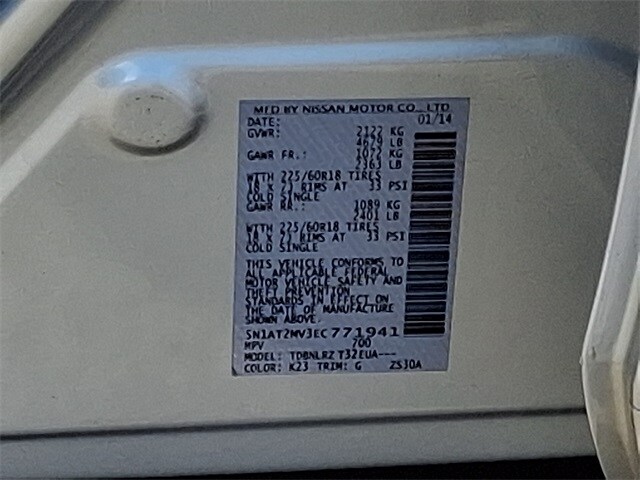 MFD BY NISSAN MOTOR CO., LTD
DATE: 01/14
GVWR: 2122 KG
4679 LB
GAWR FR.: 1072 KG
2363 LB
WITH 225/60R18 TIRES
18 X 7J RIMS AT 33 PSI
COLD SINGLE
GAWR RR.: 1089 KG
2401 LB
WITH 225/60R18 TIRES
18 X 7J RIMS AT 33 PSI
COLD SINGLE
THIS VEHICLE CONFORMS TO
ALL APPLICABLE FEDERAL
MOTOR VEHICLE SAFETY AND
THEFT PREVENTION
STANDARDS IN EFFECT ON
THE DATE OF MANUFACTURE
SHOWN ABOVE.
5N1AT2MV3EC771941
MPV 700
MODEL: TDBNLRZ T32EUA---
COLOR: K23 TRIM: G ZS30A